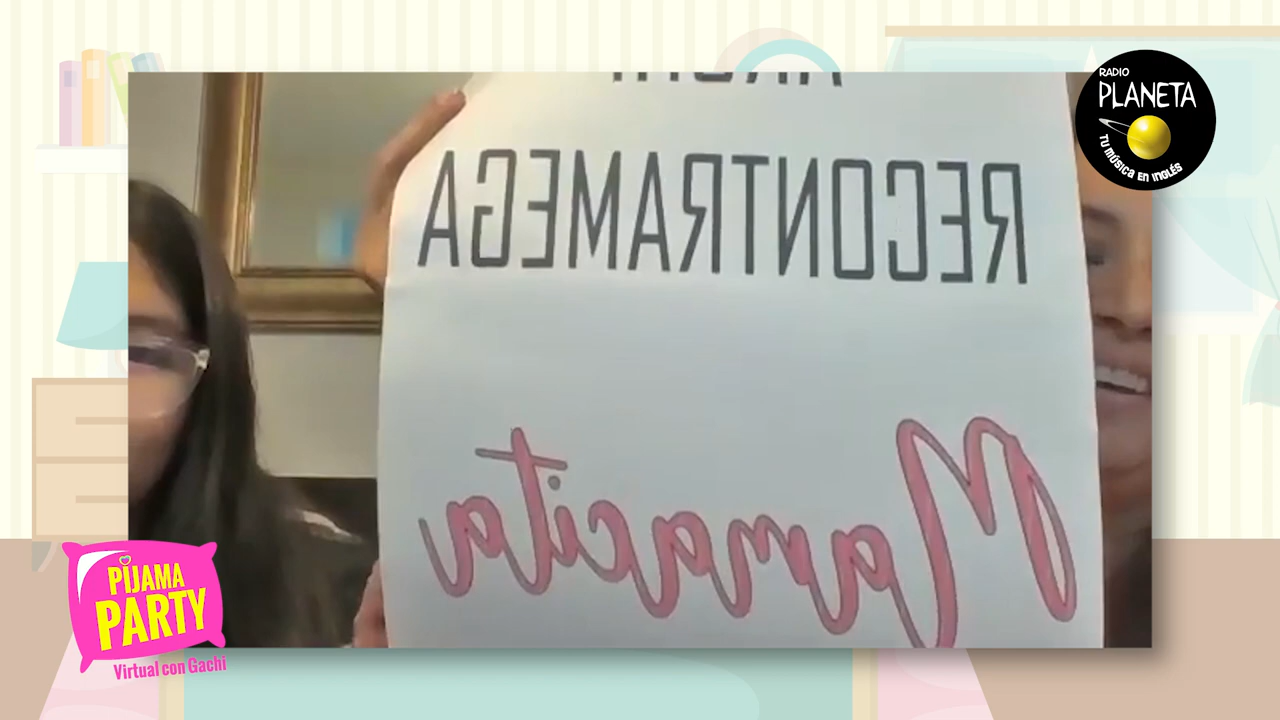 RECONTRAMEGA
Mamacita
RADIO
PLANETA
TU MÚSICA EN INGLÉS
PIJAMA
PARTY
Virtual con Gachi